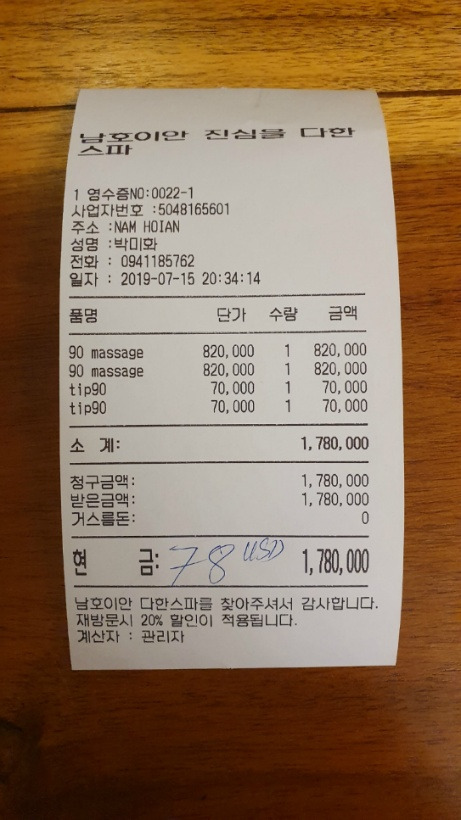 남호이안 진심을 다한
스파
1 영수증NO:0022-1
사업자번호 :5048165601
주소 :NAM HOIAN
성명 :박미화
전화 : 0941185762
일자 : 2019-07-15 20:34:14
품명 단가 수량 금액
90 massage 820,000 1 820,000
90 massage 820,000 1 820,000
tip90 70,000 1 70,000
tip90 70,000 1 70,000
소 계: 1,780,000
청구금액: 1,780,000
받은금액: 1,780,000
거스름돈: 0
현 금: 78 USD 1,780,000
남호이안 다한스파를 찾아주셔서 감사합니다.
재방문시 20% 할인이 적용됩니다.
계산자 : 관리자